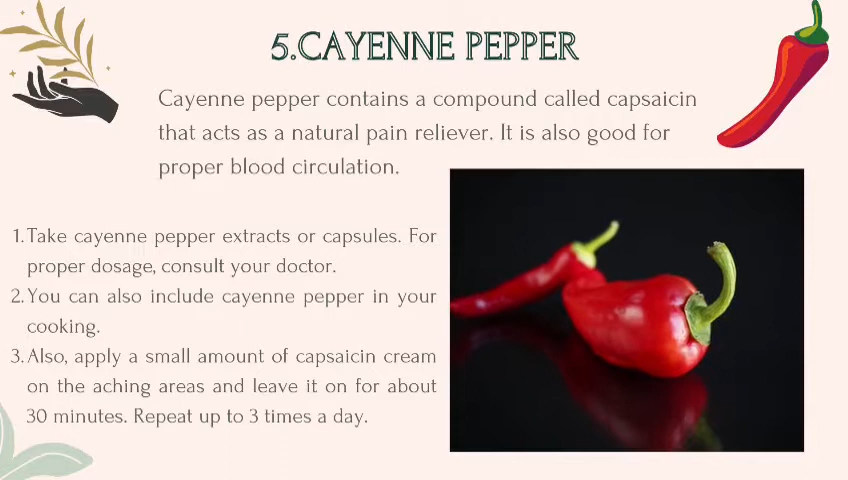 5.CAYENNE PEPPER
Cayenne pepper contains a compound called capsaicin
that acts as a natural pain reliever. It is also good for
proper blood circulation.
1. Take cayenne pepper extracts or capsules. For
proper dosage, consult your doctor.
2. You can also include cayenne pepper in your
cooking.
3. Also, apply a small amount of capsaicin cream
on the aching areas and leave it on for about
30 minutes. Repeat up to 3 times a day.